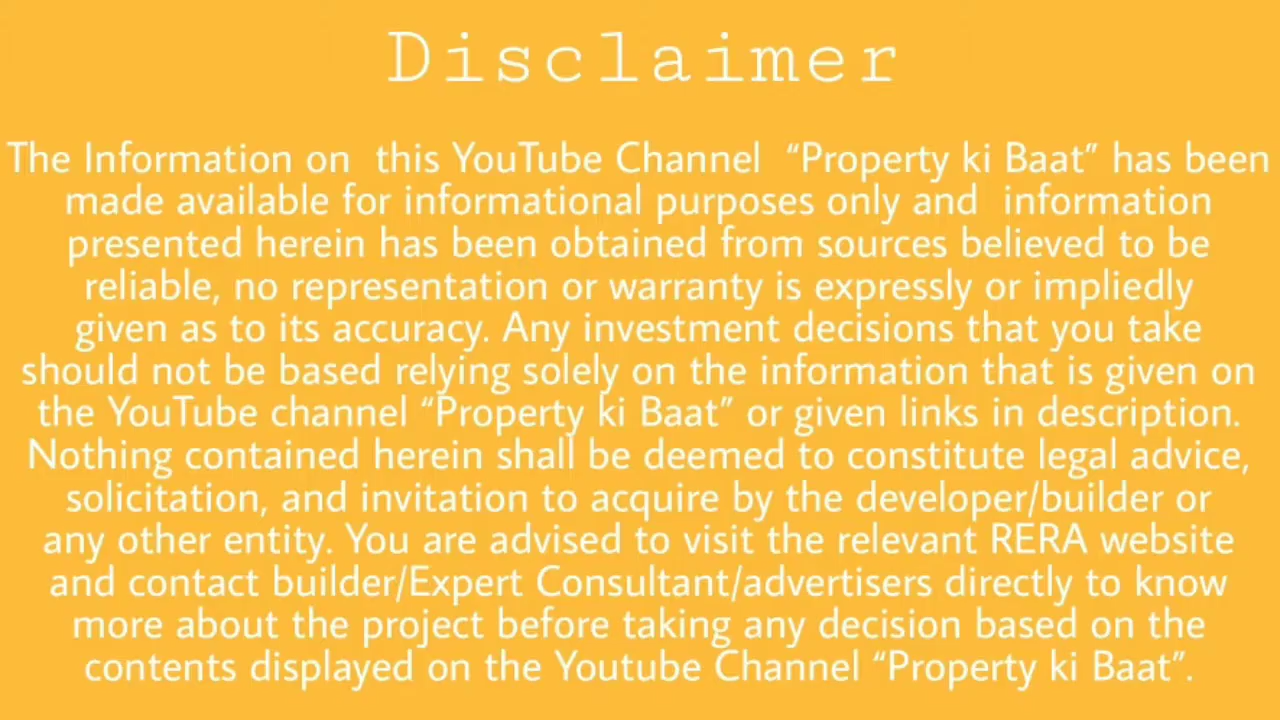 Disclaimer
The Information on this YouTube Channel “Property ki Baat” has been
made available for informational purposes only and information
presented herein has been obtained from sources believed to be
reliable, no representation or warranty is expressly or impliedly
given as to its accuracy. Any investment decisions that you take
should not be based relying solely on the information that is given on
the YouTube channel “Property ki Baat” or given links in description.
Nothing contained herein shall be deemed to constitute legal advice,
solicitation, and invitation to acquire by the developer/builder or
any other entity. You are advised to visit the relevant RERA website
and contact builder/Expert Consultant/advertisers directly to know
more about the project before taking any decision based on the
contents displayed on the Youtube Channel “Property ki Baat”.